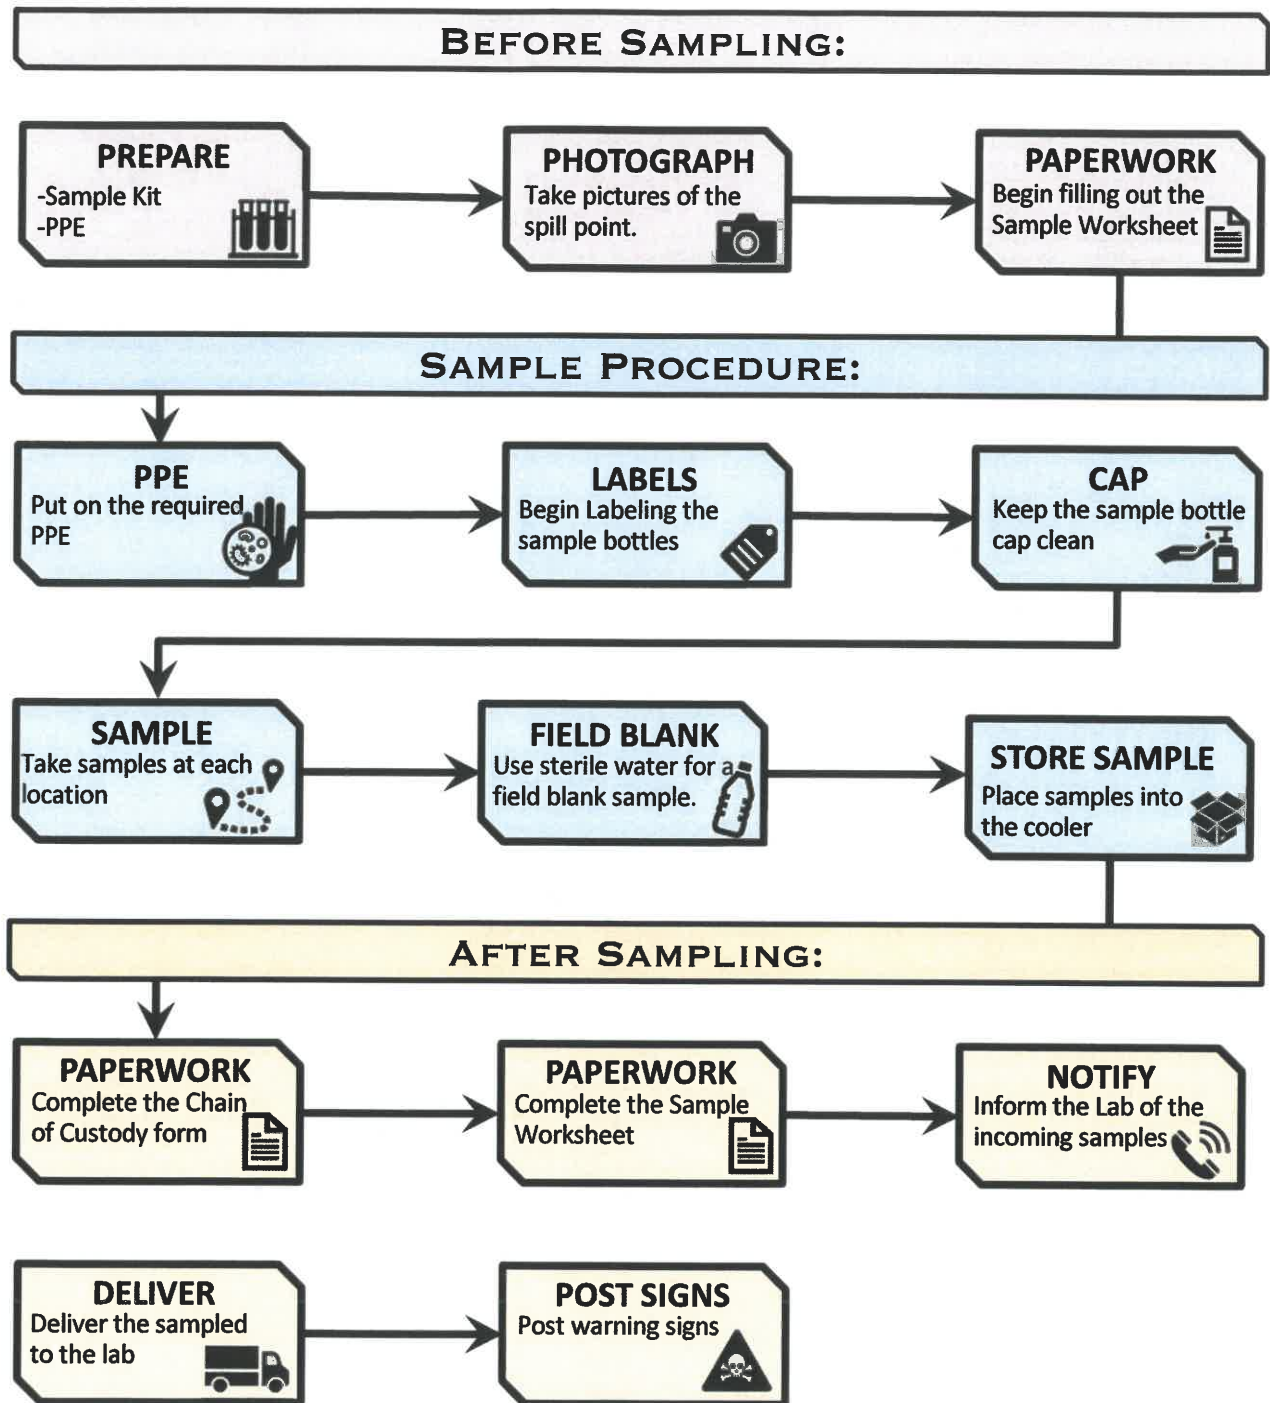 BEFORE SAMPLING:
PREPARE
-Sample Kit
-PPE
PHOTOGRAPH
Take pictures of the
spill point.
PAPERWORK
Begin filling out the
Sample Worksheet
SAMPLE PROCEDURE:
PPE
Put on the required
PPE
LABELS
Begin Labeling the
sample bottles
CAP
Keep the sample bottle
cap clean
SAMPLE
Take samples at each
location
FIELD BLANK
Use sterile water for a
field blank sample.
STORE SAMPLE
Place samples into
the cooler
AFTER SAMPLING:
PAPERWORK
Complete the Chain
of Custody form
PAPERWORK
Complete the Sample
Worksheet
NOTIFY
Inform the Lab of the
incoming samples
DELIVER
Deliver the sampled
to the lab
POST SIGNS
Post warning signs